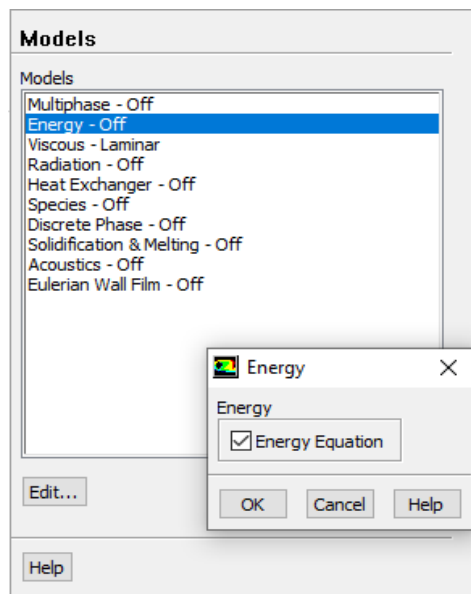 Models
Models
Multiphase - Off
Energy - Off
Viscous - Laminar
Radiation - Off
Heat Exchanger - Off
Species - Off
Discrete Phase - Off
Solidification & Melting - Off
Acoustics - Off
Eulerian Wall Film - Off
Energy
Energy
Energy Equation
OK Cancel Help
Edit...
Help